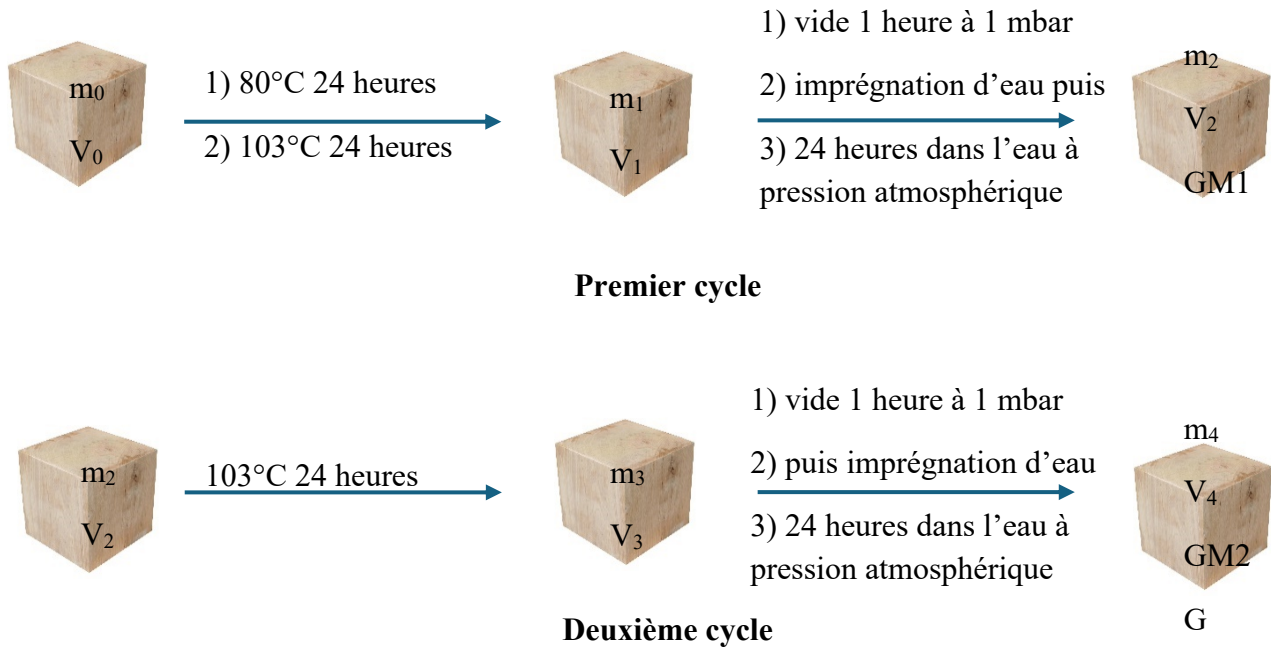 m₀
V₀
1) 80°C 24 heures
2) 103°C 24 heures
m₁
V₁
1) vide 1 heure à 1 mbar
2) imprégnation d’eau puis
3) 24 heures dans l’eau à
pression atmosphérique
m₂
V₂
GM1
Premier cycle
m₂
V₂
103°C 24 heures
m₃
V₃
1) vide 1 heure à 1 mbar
2) puis imprégnation d’eau
3) 24 heures dans l’eau à
pression atmosphérique
m₄
V₄
GM2
G
Deuxième cycle